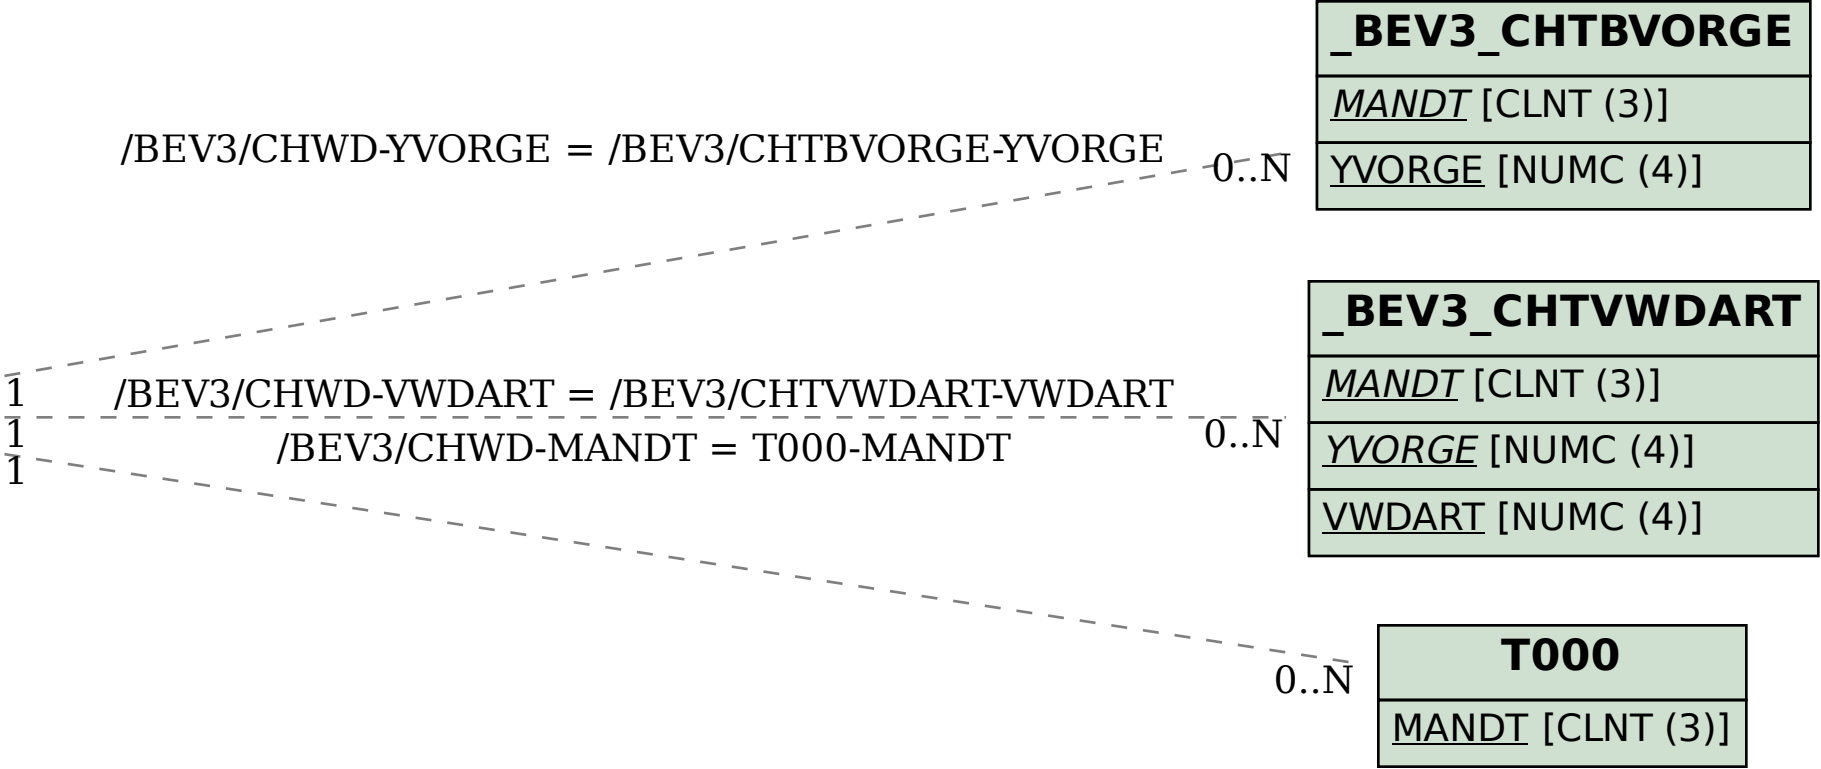 _BEV3_CHTBVORGE
MANDT [CLNT (3)]
YVORGE [NUMC (4)]
/BEV3/CHWD-YVORGE = /BEV3/CHTBVORGE-YVORGE
0..N
1
_BEV3_CHTVWDART
MANDT [CLNT (3)]
YVORGE [NUMC (4)]
VWDART [NUMC (4)]
/BEV3/CHWD-VWDART = /BEV3/CHTVWDART-VWDART
0..N
1
/BEV3/CHWD-MANDT = T000-MANDT
1
0..N
T000
MANDT [CLNT (3)]